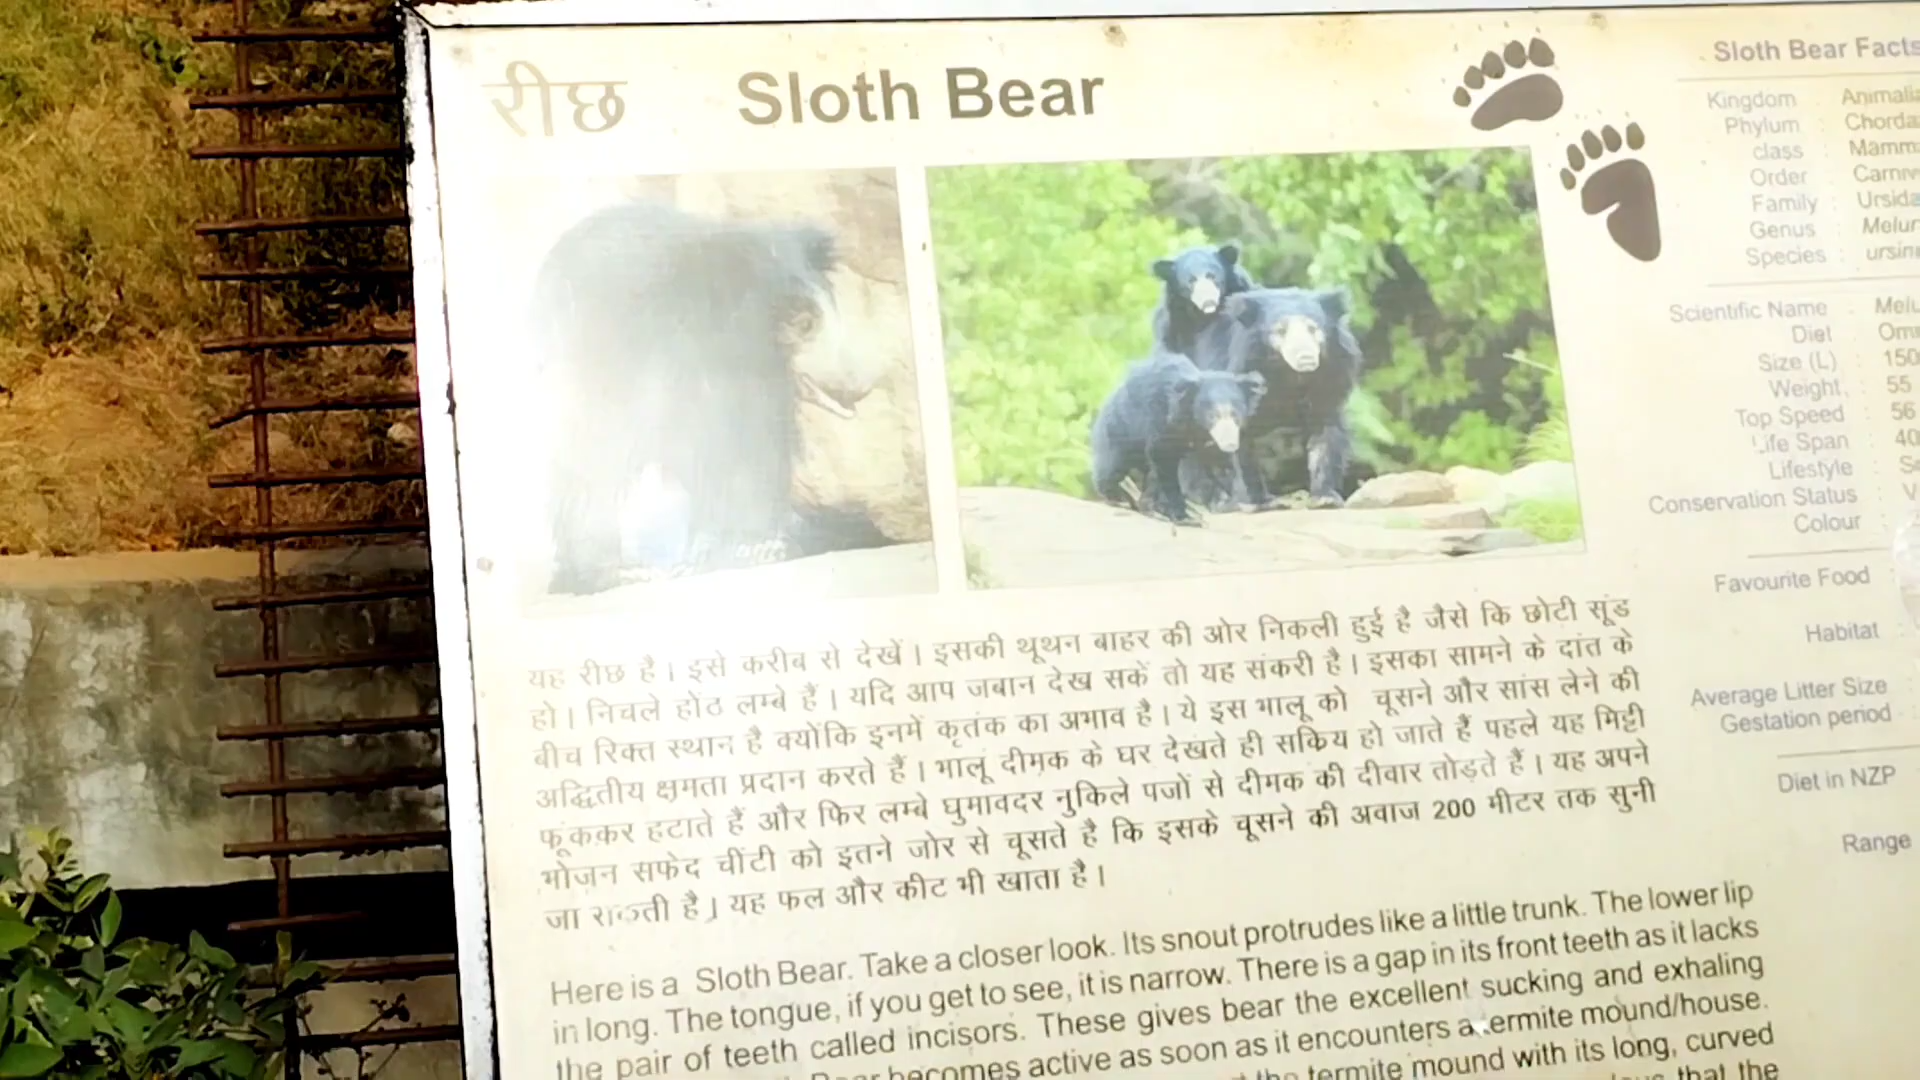 रीछ Sloth Bear
यह रीछ है। इसे करीब से देखें। इसकी थूथन बाहर की ओर निकली हुई है जैसे कि छोटी सूंड
हो। निचले होंठ लम्बे हैं। यदि आप जबान देख सकें तो यह संकरी है। इसका सामने के दांत के
बीच रिक्त स्थान है क्योंकि इनमें कृतंक का अभाव है। ये इस भालू को चूसने और सांस लेने की
अद्धितीय क्षमता प्रदान करते हैं। भालू दीमक के घर देखते ही सकिय हो जाते हैं पहले यह मिट्टी
फूंककर हटाते हैं और फिर लम्बे घुमावदर नुकिले पजों से दीमक की दीवार तोड़ते हैं। यह अपने
भोजन सफेद चींटी को इतने जोर से चूसते है कि इसके चूसने की अवाज 200 मीटर तक सुनी
जा सकती है। यह फल और कीट भी खाता है।
Here is a Sloth Bear. Take a closer look. Its snout protrudes like a little trunk. The lower lip
in long. The tongue, if you get to see, it is narrow. There is a gap in its front teeth as it lacks
the pair of teeth called incisors. These gives bear the excellent sucking and exhaling
becomes active as soon as it encounters a termite mound/house.
the termite mound with its long, curved
that the
Sloth Bear Facts
Kingdom : Animalia
Phylum : Chorda
class : Mamm
Order : Carniv
Family : Ursida
Genus : Melur
Species : ursin
Scientific Name : Melu
Diet : Om
Size (L) : 150
Weight : 55
Top Speed : 56
Life Span : 40
Lifestyle : S
Conservation Status : V
Colour :
Favourite Food
Habitat
Average Litter Size
Gestation period
Diet in NZP
Range